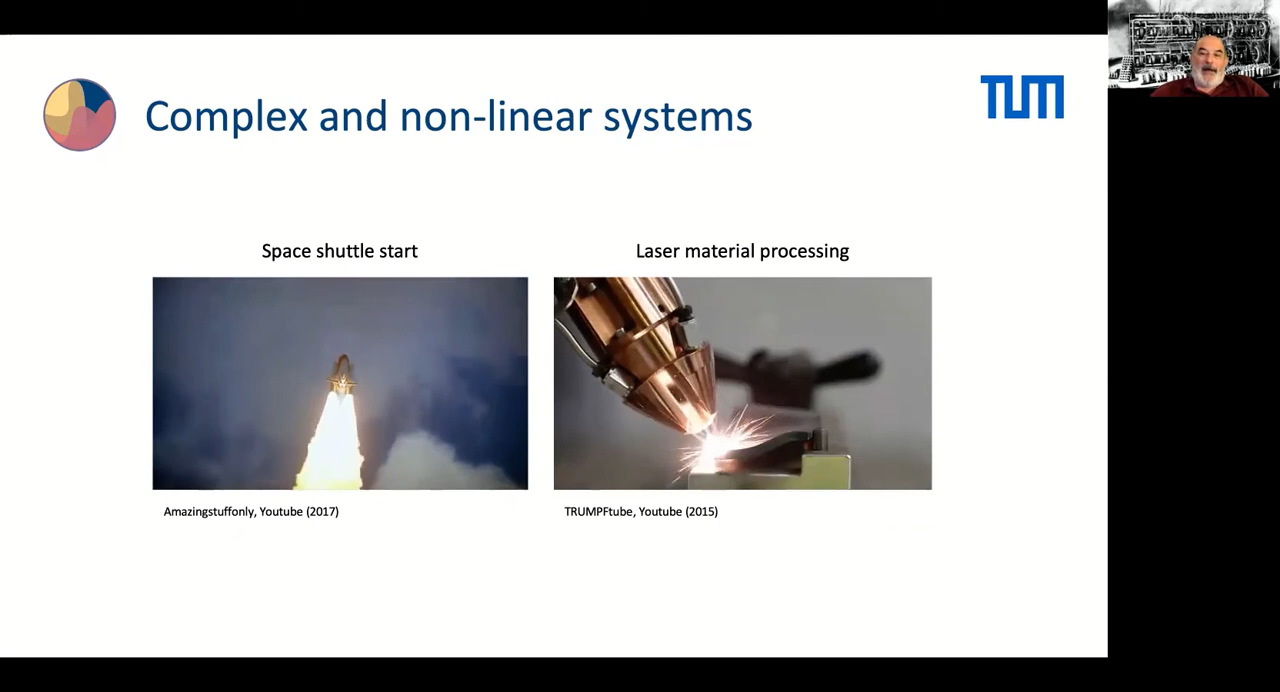 Complex and non-linear systems
TUM
Space shuttle start
Laser material processing
Amazingstuffonly, Youtube (2017)
TRUMPFtube, Youtube (2015)